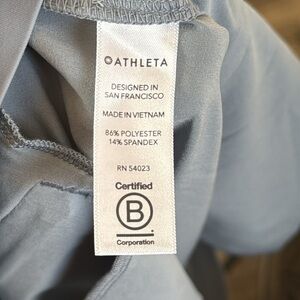 ATHLETA
DESIGNED IN
SAN FRANCISCO
MADE IN VIETNAM
86% POLYESTER
14% SPANDEX
RN 54023
Certified
B
Corporation